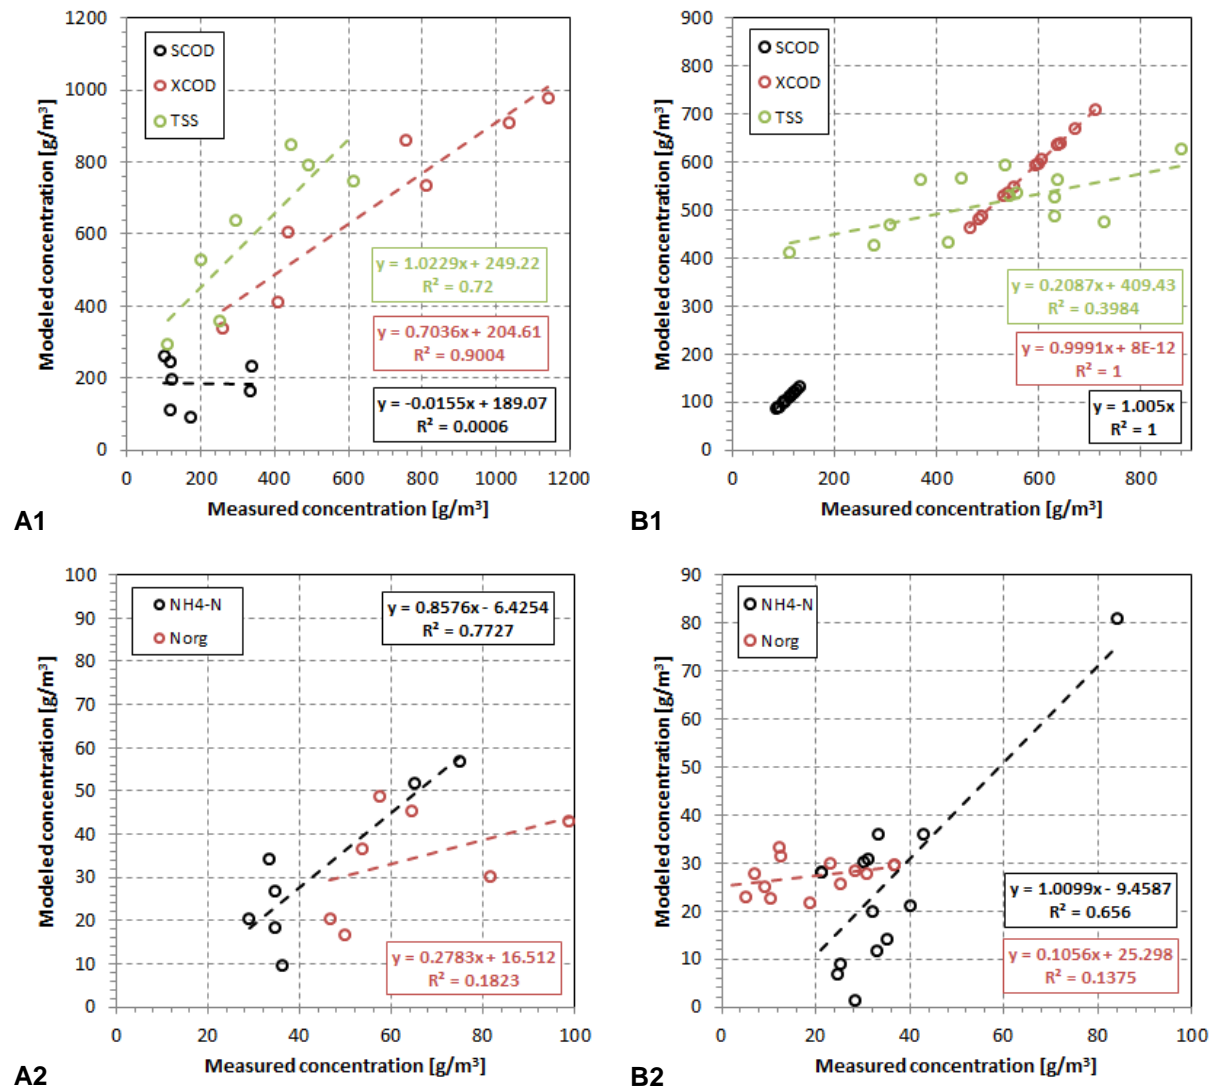 1200
1000
800
600
400
200
0
Modeled concentration [g/m³]
SCOD
XCOD
TSS
y = 1.0229x + 249.22
R² = 0.72
y = 0.7036x + 204.61
R² = 0.9004
y = -0.0155x + 189.07
R² = 0.0006
0 200 400 600 800 1000 1200
Measured concentration [g/m³]
A1
900
800
700
600
500
400
300
200
100
0
Modeled concentration [g/m³]
SCOD
XCOD
TSS
y = 0.2087x + 409.43
R² = 0.3984
y = 0.9991x + 8E-12
R² = 1
y = 1.005x
R² = 1
0 200 400 600 800
Measured concentration [g/m³]
B1
100
90
80
70
60
50
40
30
20
10
0
Modeled concentration [g/m³]
NH4-N
Norg
y = 0.8576x - 6.4254
R² = 0.7727
y = 0.2783x + 16.512
R² = 0.1823
0 20 40 60 80 100
Measured concentration [g/m³]
A2
90
80
70
60
50
40
30
20
10
0
Modeled concentration [g/m³]
NH4-N
Norg
y = 1.0099x - 9.4587
R² = 0.656
y = 0.1056x + 25.298
R² = 0.1375
0 20 40 60 80 100
Measured concentration [g/m³]
B2